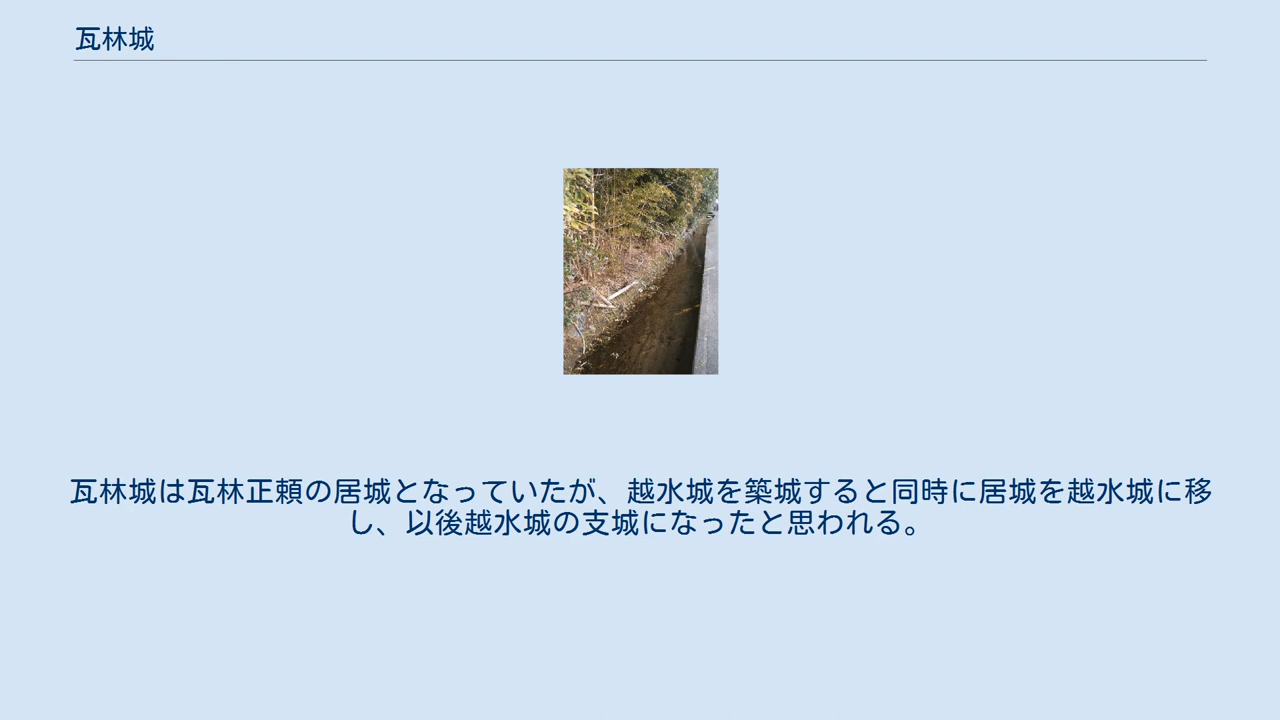 瓦林城
瓦林城は瓦林正頼の居城となっていたが、越水城を築城すると同時に居城を越水城に移
し、以後越水城の支城になったと思われる。